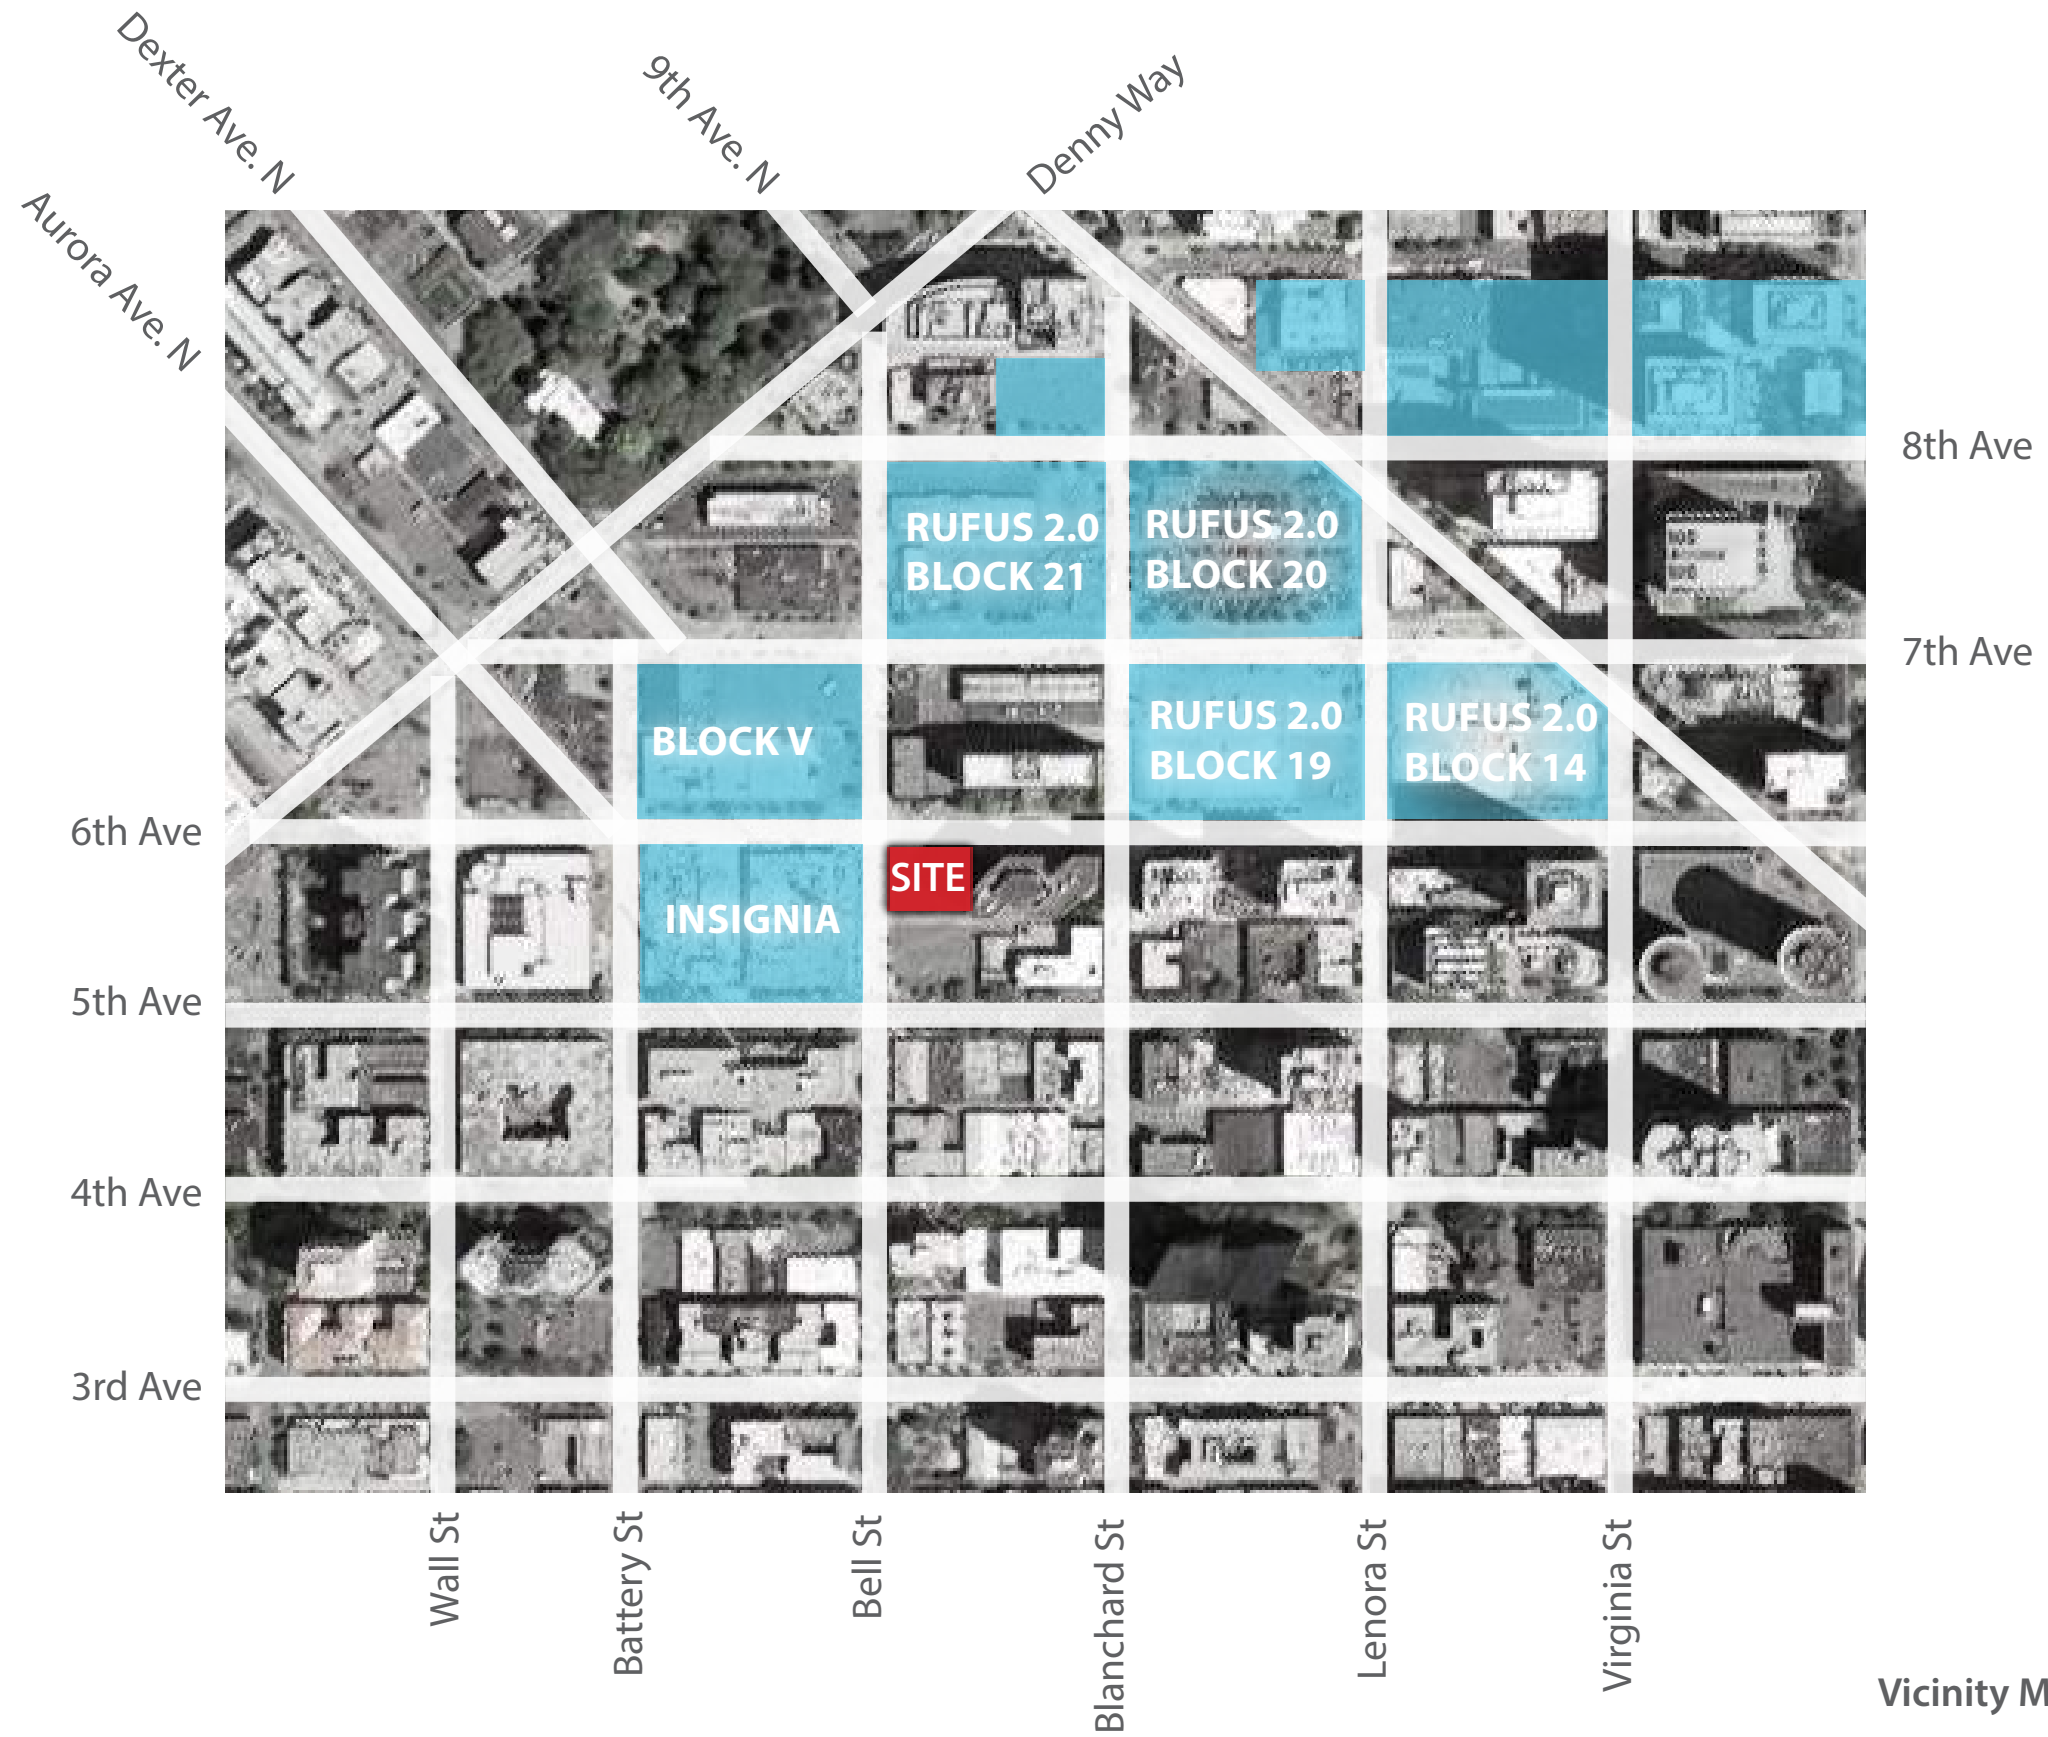 Dexter Ave. N
9th Ave. N
Denny Way
Aurora Ave. N
8th Ave
RUFUS 2.0
BLOCK 21
RUFUS 2.0
BLOCK 20
7th Ave
BLOCK V
RUFUS 2.0
BLOCK 19
RUFUS 2.0
BLOCK 14
6th Ave
SITE
INSIGNIA
5th Ave
4th Ave
3rd Ave
Wall St
Battery St
Bell St
Blanchard St
Lenora St
Virginia St
Vicinity M